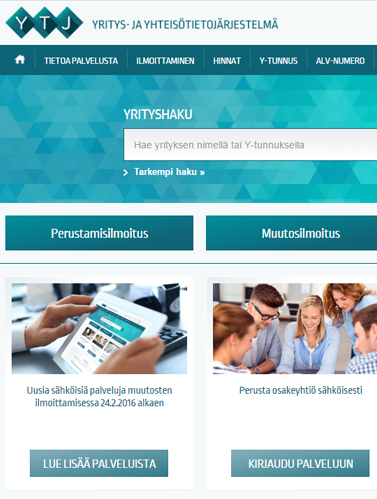 YTJ YRITYS- JA YHTEISÖTIETOJÄRJESTELMÄ
TIETOA PALVELUSTA ILMOITTAMINEN HINNAT Y-TUNNUS ALV-NUMERO
YRITYSHAKU
Hae yrityksen nimellä tai Y-tunnuksella
Tarkempi haku »
Perustamisilmoitus Muutosilmoitus
Uusia sähköisiä palveluja muutosten
ilmoittamisessa 24.2.2016 alkaen
LUE LISÄÄ PALVELUISTA
Perusta osakeyhtiö sähköisesti
KIRJAUDU PALVELUUN